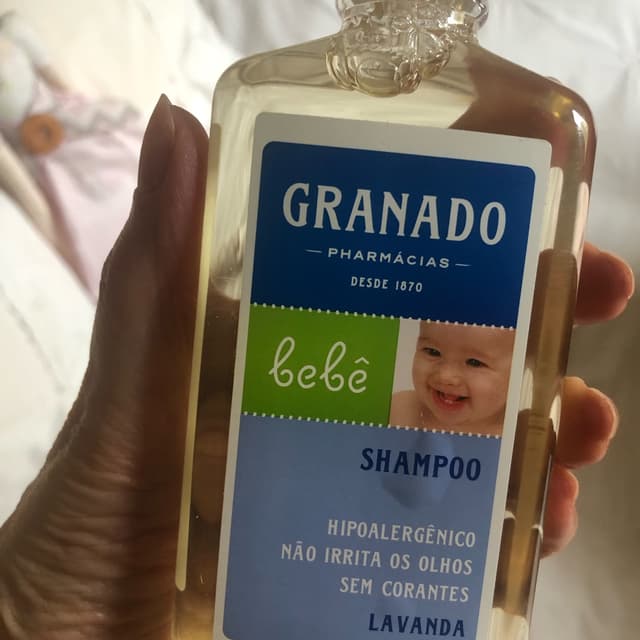 GRANADO
PHARMÁCIAS
DESDE 1870
bebê
SHAMPOO
HIPOALERGÊNICO
NÃO IRRITA OS OLHOS
SEM CORANTES
LAVANDA